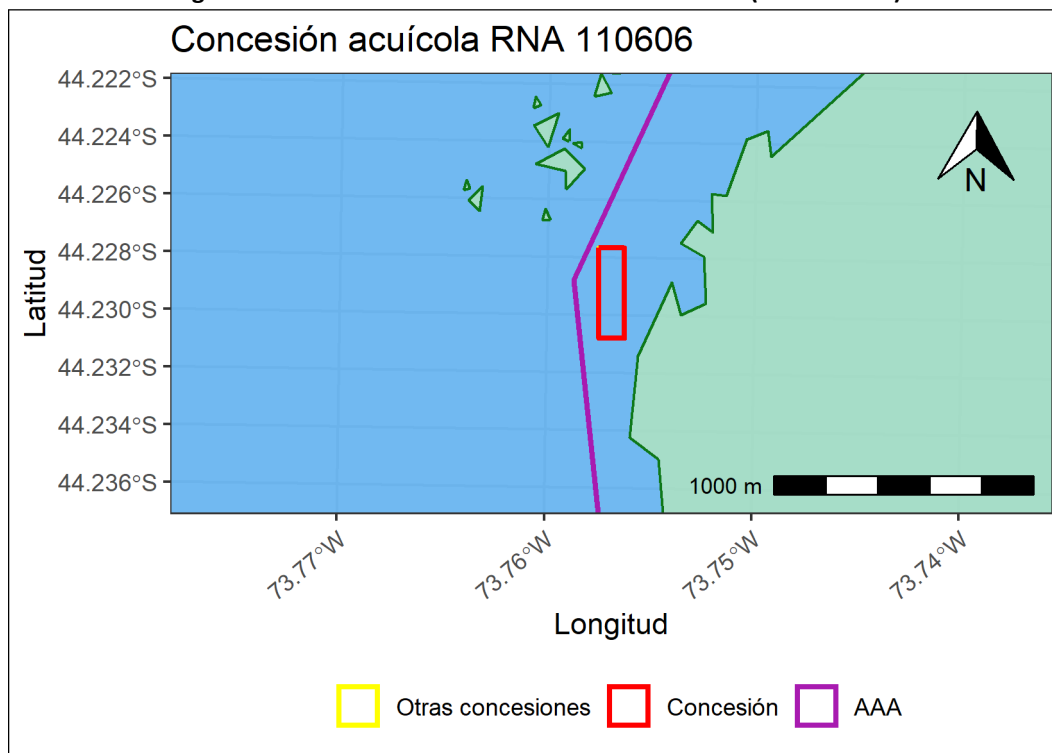 Concesión acuícola RNA 110606
44.222°S
44.224°S
44.226°S
44.228°S
44.230°S
44.232°S
44.234°S
44.236°S
Latitud
N
1000 m
73.77°W
73.76°W
73.75°W
73.74°W
Longitud
Otras concesiones
Concesión
AAA